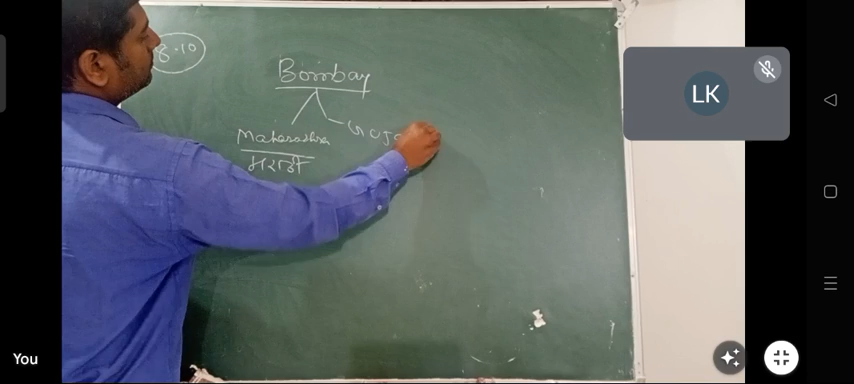 8.10
Bombay
Maharashtra
मराठी
LK
You